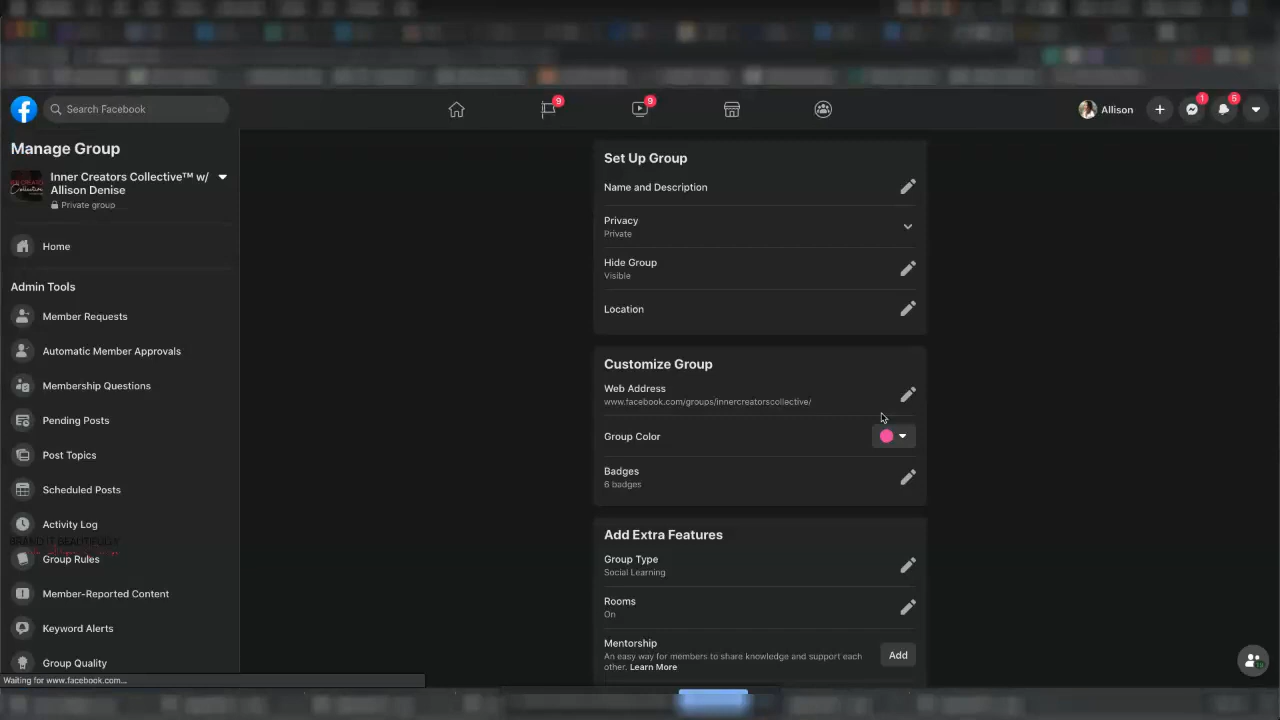 Search Facebook
9
9
Allison
1
5
Manage Group
Inner Creators Collective™ w/
Allison Denise
Private group
Home
Admin Tools
Member Requests
Automatic Member Approvals
Membership Questions
Pending Posts
Post Topics
Scheduled Posts
Activity Log
BRAND IT BEAUTIFULLY
Group Rules
Member-Reported Content
Keyword Alerts
Group Quality
Waiting for www.facebook.com...
Set Up Group
Name and Description
Privacy
Private
Hide Group
Visible
Location
Customize Group
Web Address
www.facebook.com/groups/innercreatorscollective/
Group Color
Badges
6 badges
Add Extra Features
Group Type
Social Learning
Rooms
On
Mentorship
An easy way for members to share knowledge and support each
other. Learn More
Add